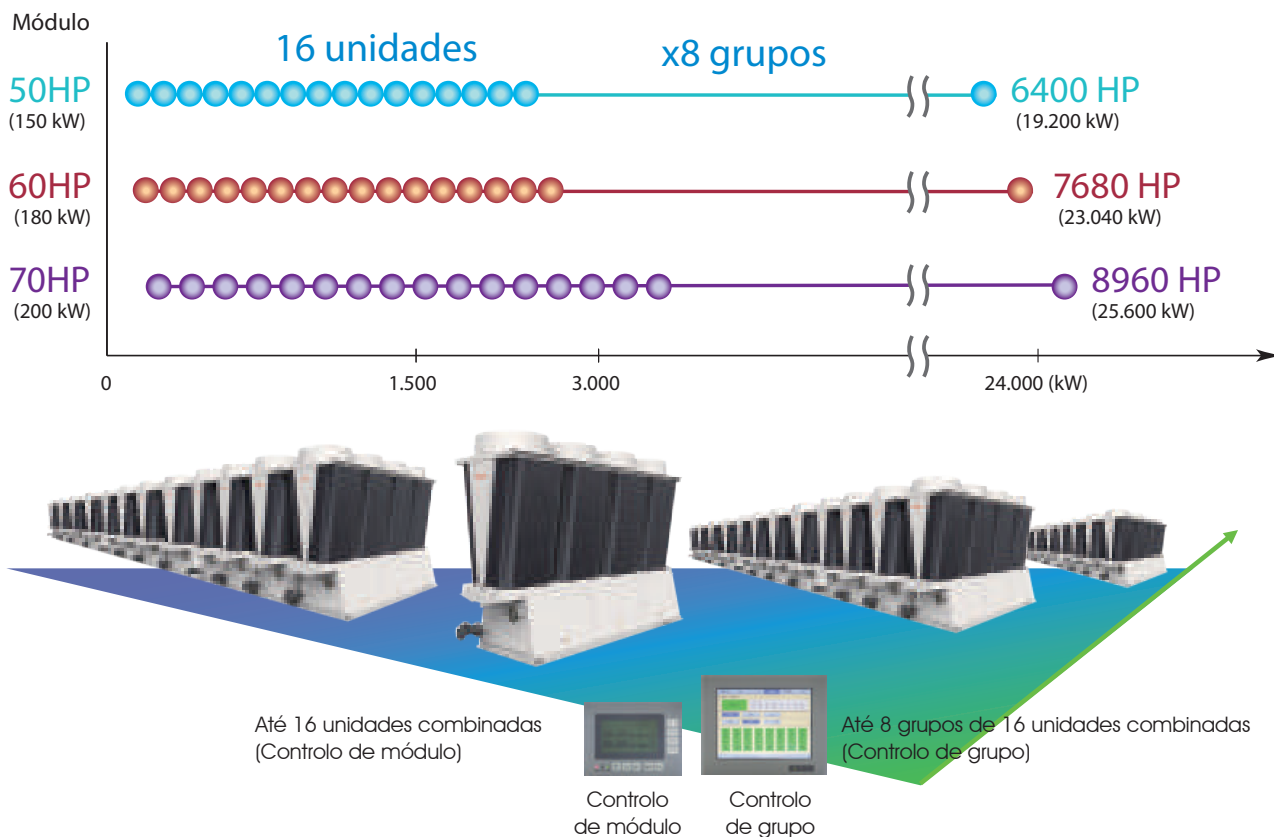 Módulo
16 unidades
x8 grupos
50HP
(150 kW)
6400 HP
(19.200 kW)
60HP
(180 kW)
7680 HP
(23.040 kW)
70HP
(200 kW)
8960 HP
(25.600 kW)
0
1.500
3.000
24.000 (kW)
Até 16 unidades combinadas
(Controlo de módulo)
Até 8 grupos de 16 unidades combinadas
(Controlo de grupo)
Controlo
de módulo
Controlo
de grupo